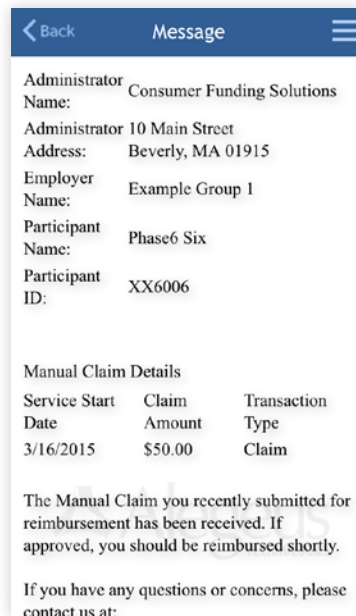 Back Message
Administrator Name: Consumer Funding Solutions
Administrator Address: 10 Main Street
Beverly, MA 01915
Employer Name: Example Group 1
Participant Name: Phase6 Six
Participant ID: XX6006
Manual Claim Details
Service Start Date Claim Amount Transaction Type
3/16/2015 $50.00 Claim
The Manual Claim you recently submitted for
reimbursement has been received. If
approved, you should be reimbursed shortly.
If you have any questions or concerns, please
contact us at:
Alegeus